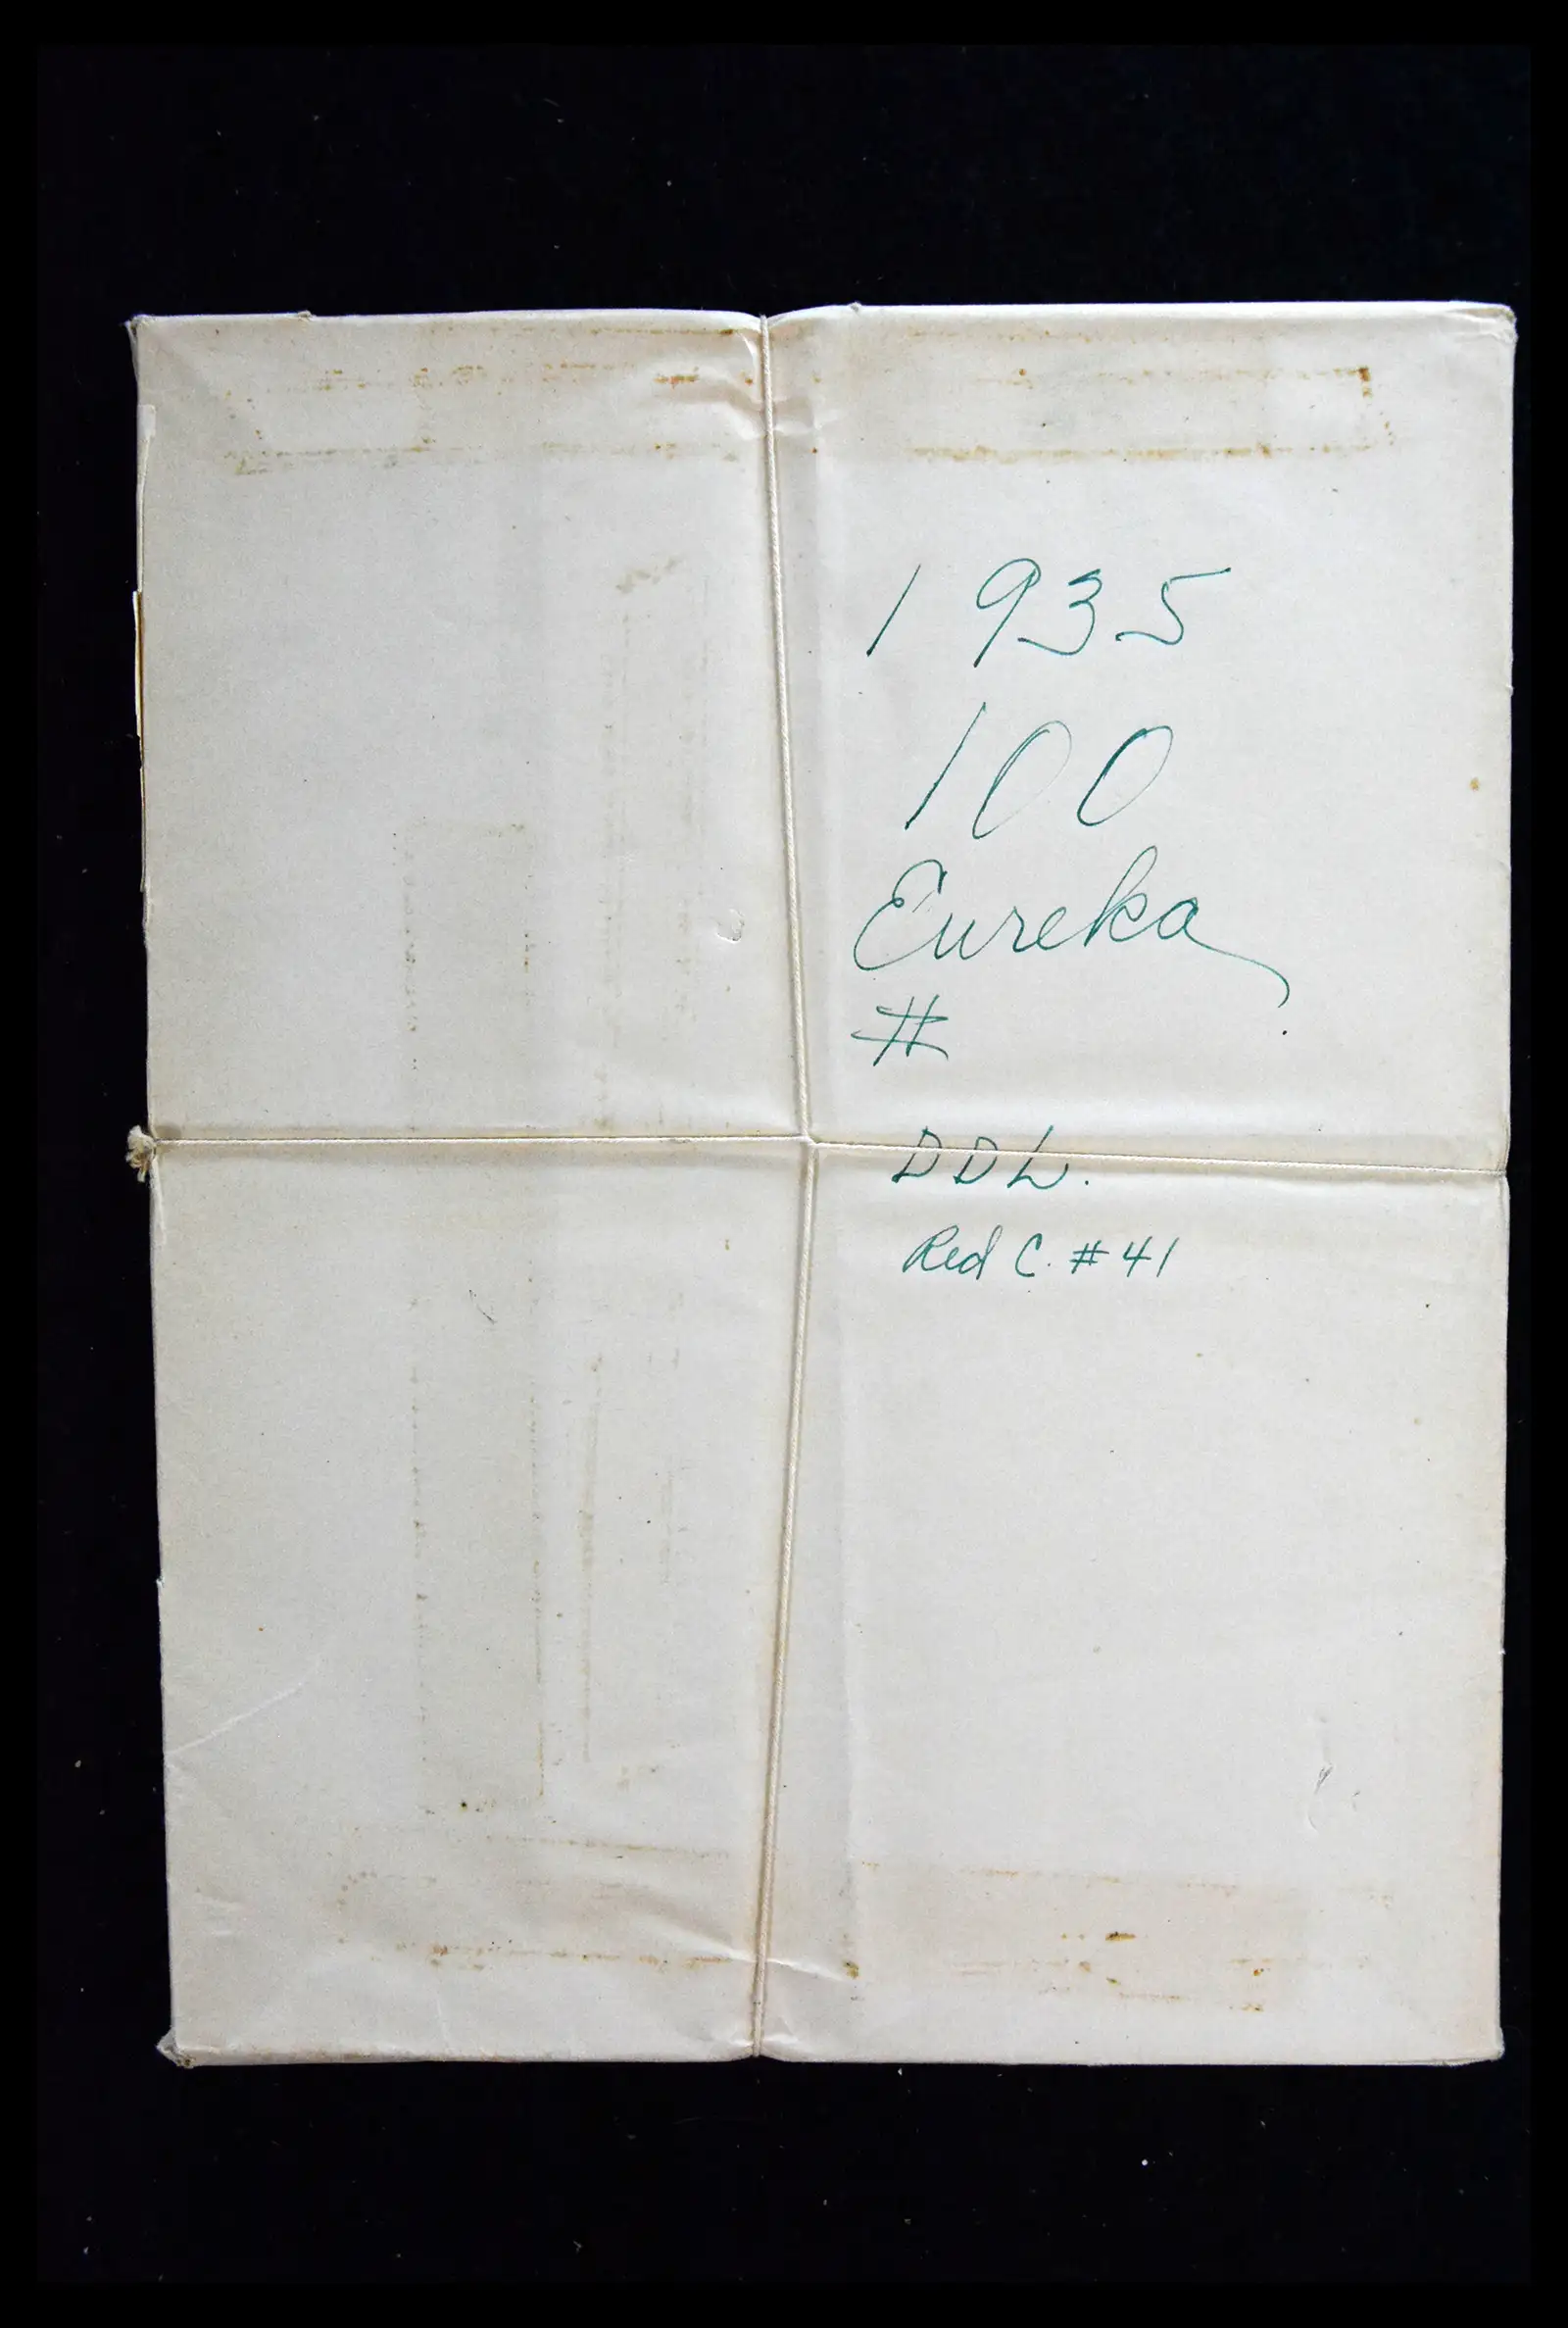 1935
100
Eureka
#
DDL.
Red C. #41